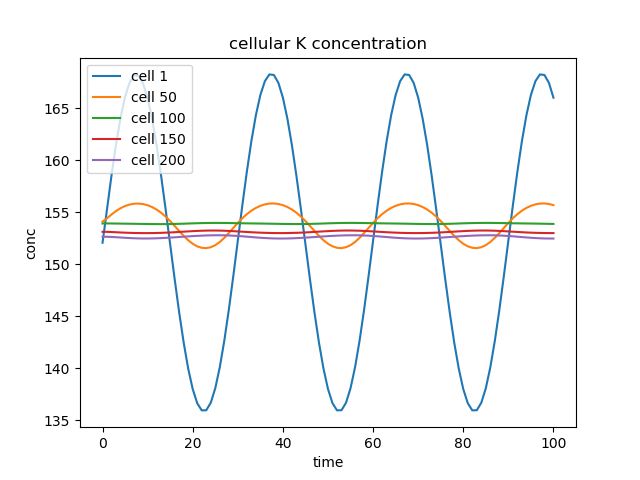 cellular K concentration
cell 1
cell 50
cell 100
cell 150
cell 200
conc
165
160
155
150
145
140
135
0 20 40 60 80 100
time